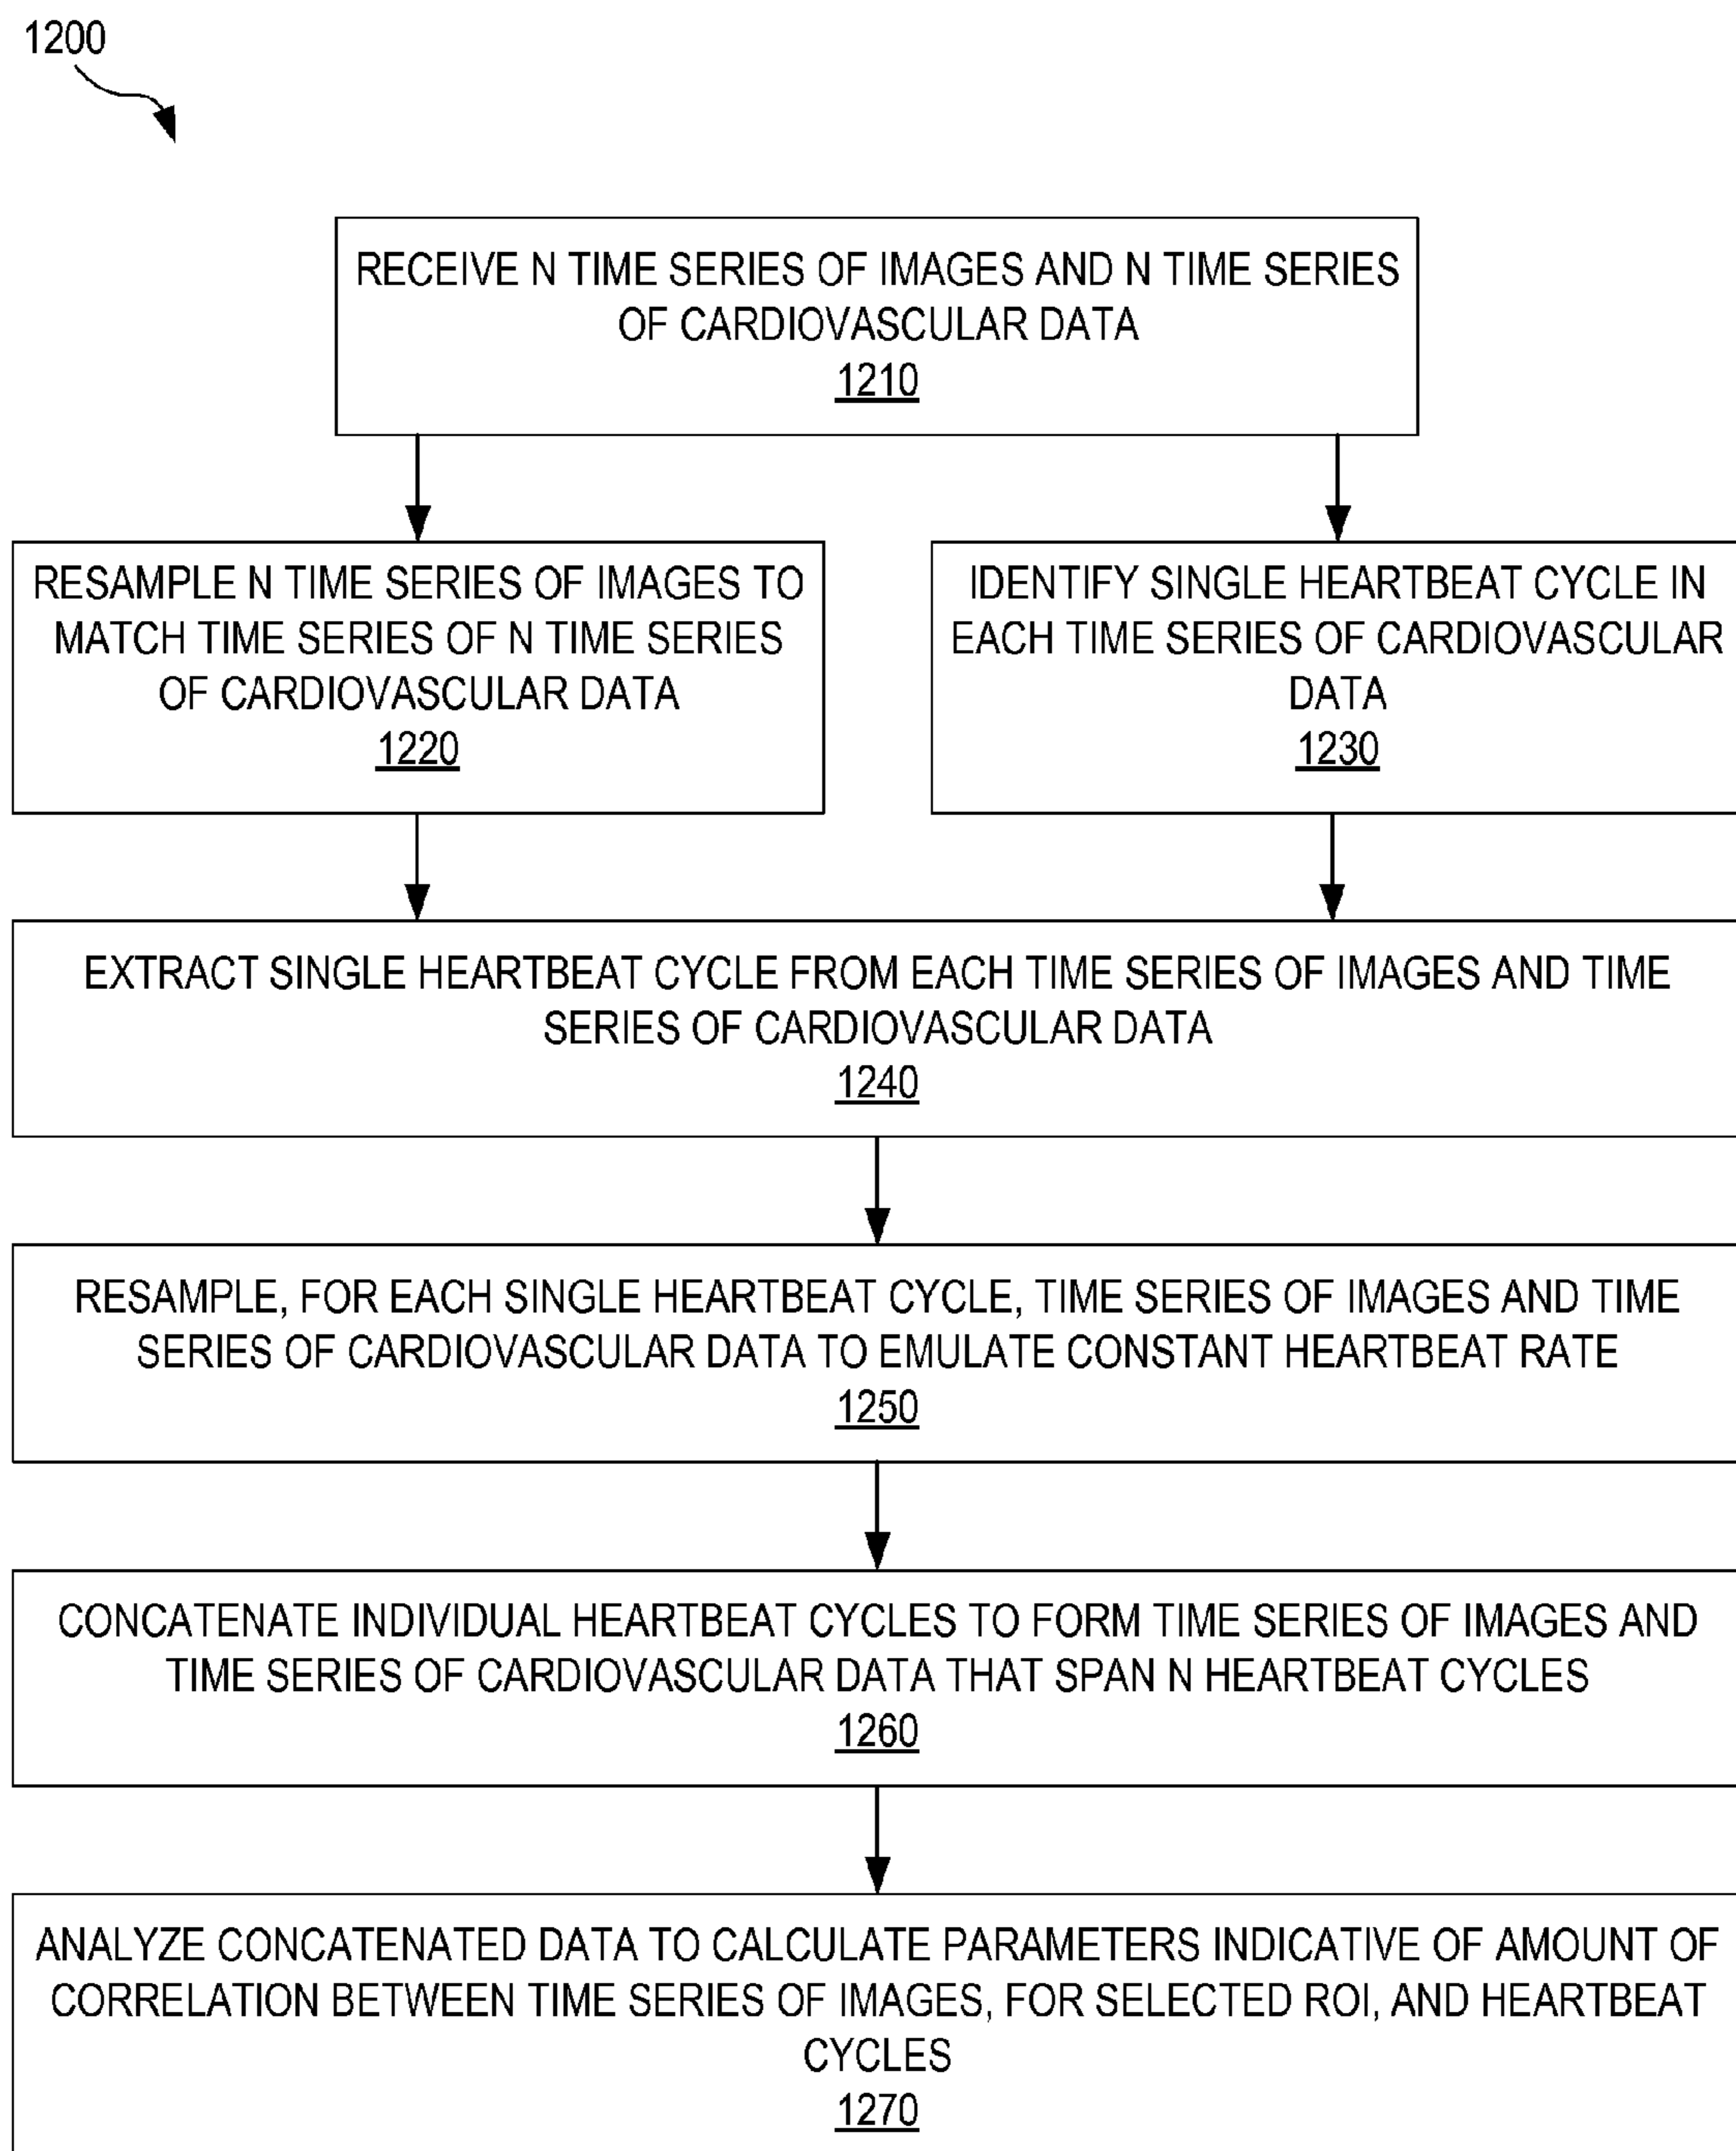 1200
RECEIVE N TIME SERIES OF IMAGES AND N TIME SERIES
OF CARDIOVASCULAR DATA
1210
RESAMPLE N TIME SERIES OF IMAGES TO
MATCH TIME SERIES OF N TIME SERIES
OF CARDIOVASCULAR DATA
1220
IDENTIFY SINGLE HEARTBEAT CYCLE IN
EACH TIME SERIES OF CARDIOVASCULAR
DATA
1230
EXTRACT SINGLE HEARTBEAT CYCLE FROM EACH TIME SERIES OF IMAGES AND TIME
SERIES OF CARDIOVASCULAR DATA
1240
RESAMPLE, FOR EACH SINGLE HEARTBEAT CYCLE, TIME SERIES OF IMAGES AND TIME
SERIES OF CARDIOVASCULAR DATA TO EMULATE CONSTANT HEARTBEAT RATE
1250
CONCATENATE INDIVIDUAL HEARTBEAT CYCLES TO FORM TIME SERIES OF IMAGES AND
TIME SERIES OF CARDIOVASCULAR DATA THAT SPAN N HEARTBEAT CYCLES
1260
ANALYZE CONCATENATED DATA TO CALCULATE PARAMETERS INDICATIVE OF AMOUNT OF
CORRELATION BETWEEN TIME SERIES OF IMAGES, FOR SELECTED ROI, AND HEARTBEAT
CYCLES
1270